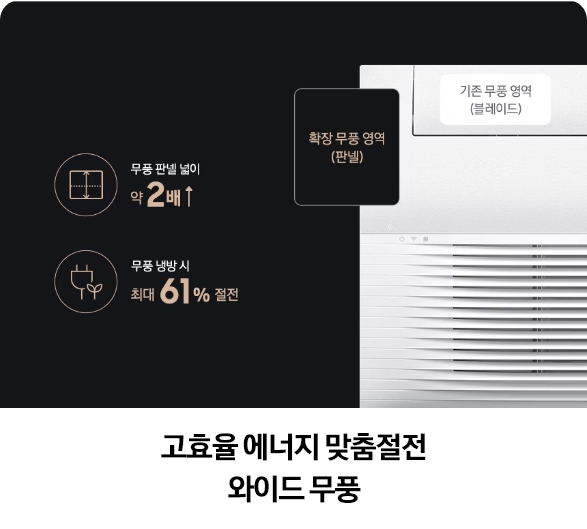 기존 무풍 영역
(블레이드)
확장 무풍 영역
(판넬)
무풍 판넬 넓이
약 2배↑
무풍 냉방 시
최대 61% 절전
고효율 에너지 맞춤절전
와이드 무풍